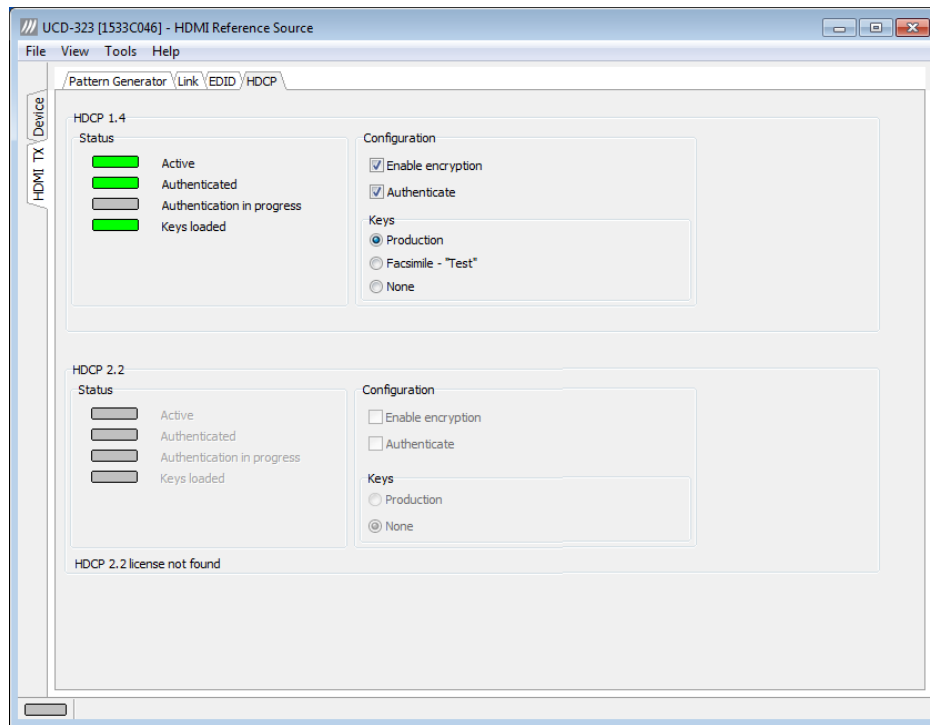 UCD-323 [1533C046] - HDMI Reference Source
File View Tools Help
Pattern Generator Link EDID HDCP
Device
HDMI TX
HDCP 1.4
Status
Active
Authenticated
Authentication in progress
Keys loaded
Configuration
Enable encryption
Authenticate
Keys
Production
Facsimile - "Test"
None
HDCP 2.2
Status
Active
Authenticated
Authentication in progress
Keys loaded
Configuration
Enable encryption
Authenticate
Keys
Production
None
HDCP 2.2 license not found